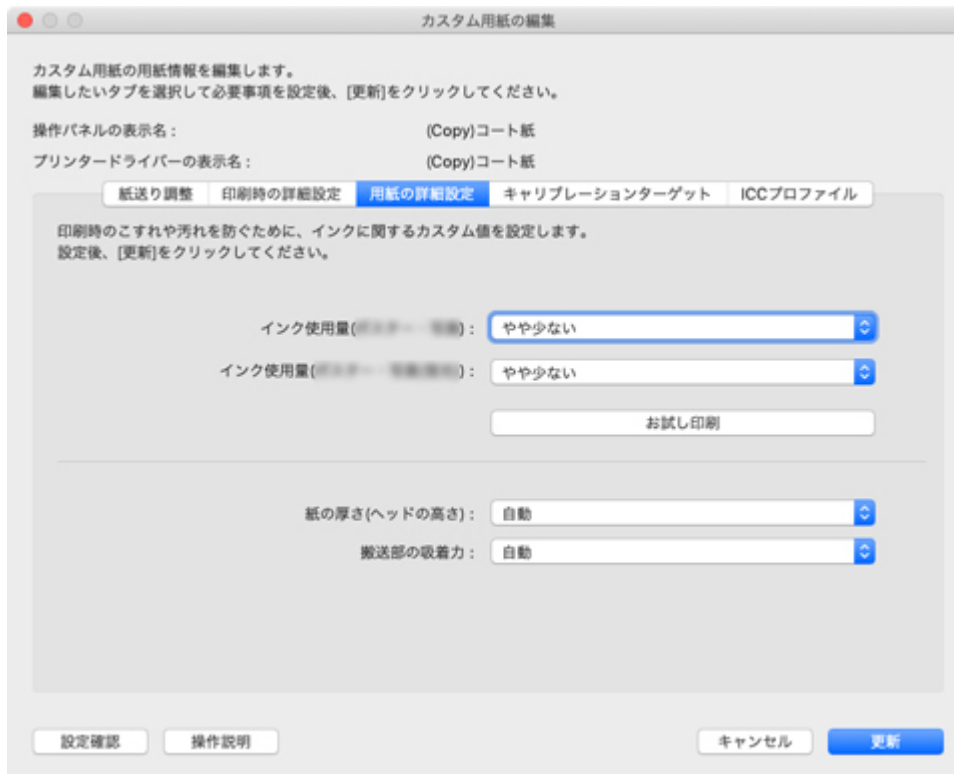 カスタム用紙の編集
カスタム用紙の用紙情報を編集します。
編集したいタブを選択して必要事項を設定後、[更新]をクリックしてください。
操作パネルの表示名： (Copy)コート紙
プリンタードライバーの表示名： (Copy)コート紙
紙送り調整 印刷時の詳細設定 用紙の詳細設定 キャリブレーションターゲット ICCプロファイル
印刷時のこすれや汚れを防ぐために、インクに関するカスタム値を設定します。
設定後、[更新]をクリックしてください。
インク使用量( )： やや少ない
インク使用量( )： やや少ない
お試し印刷
紙の厚さ(ヘッドの高さ)： 自動
搬送部の吸着力： 自動
設定確認 操作説明 キャンセル 更新